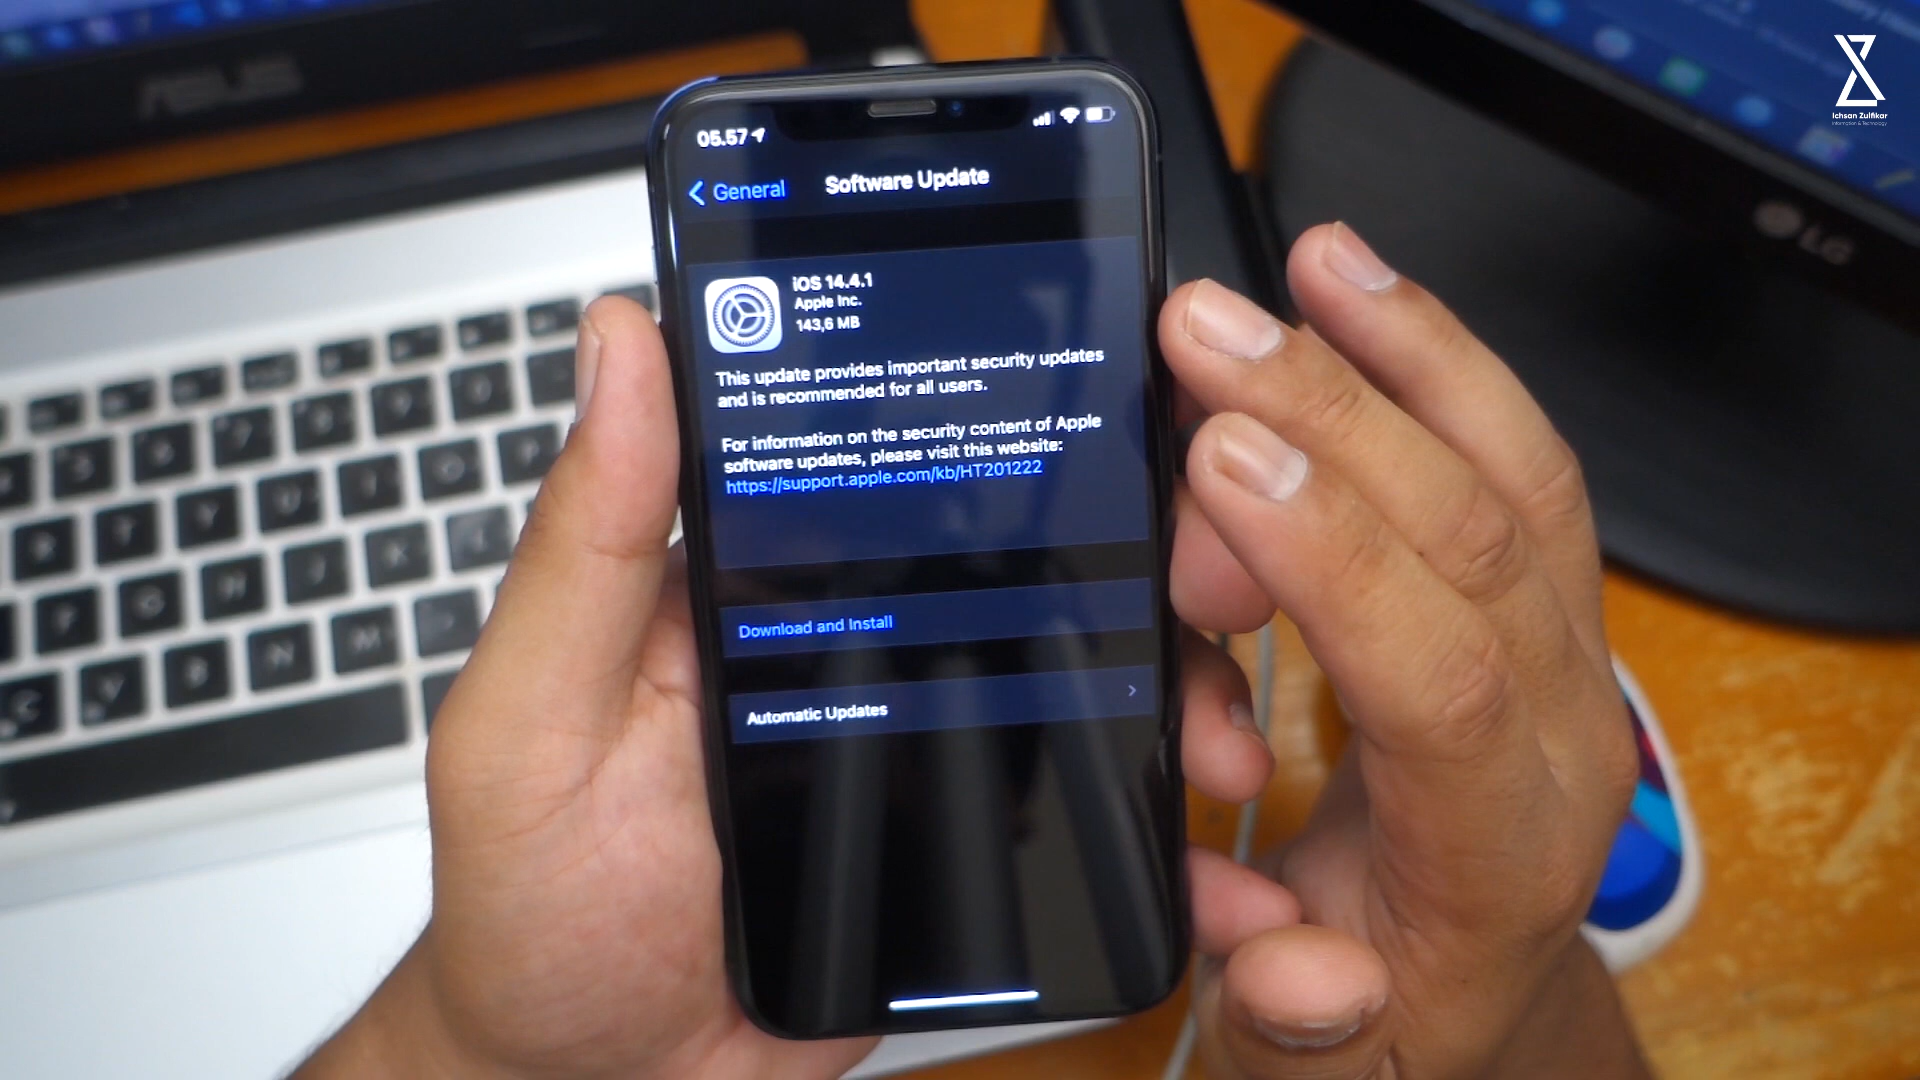 ASUS
Ichsan Zulfikar
Information & Technology
05.57
General
Software Update
LG
iOS 14.4.1
Apple Inc.
143,6 MB
This update provides important security updates
and is recommended for all users.
For information on the security content of Apple
software updates, please visit this website:
https://support.apple.com/kb/HT201222
Download and Install
Automatic Updates